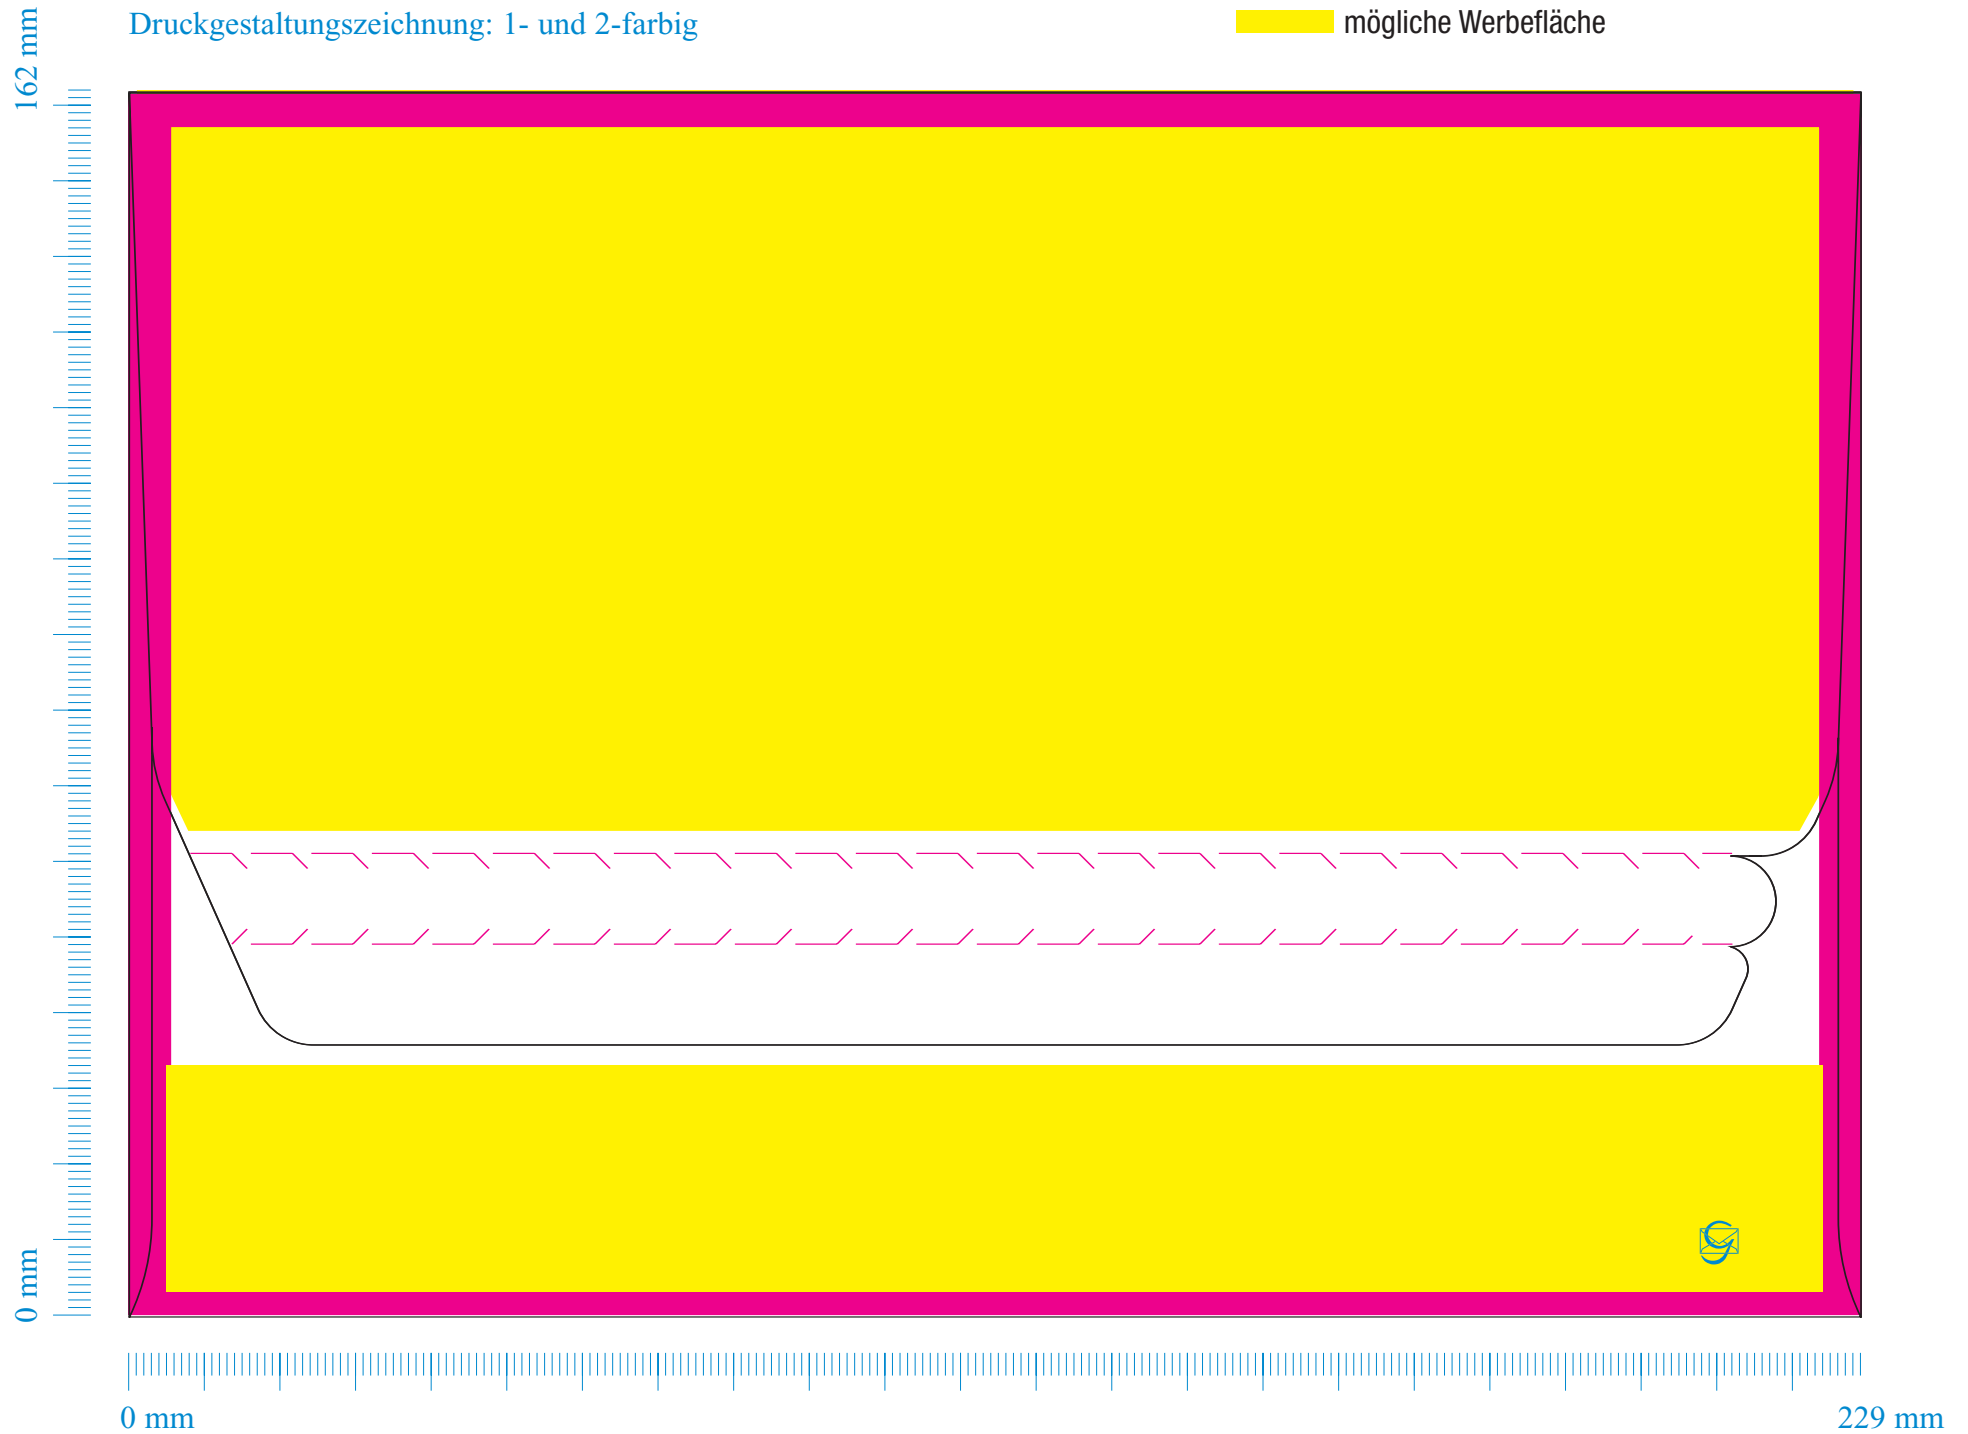 Druckgestaltungszeichnung: 1- und 2-farbig
mögliche Werbefläche
162 mm
0 mm
0 mm
229 mm